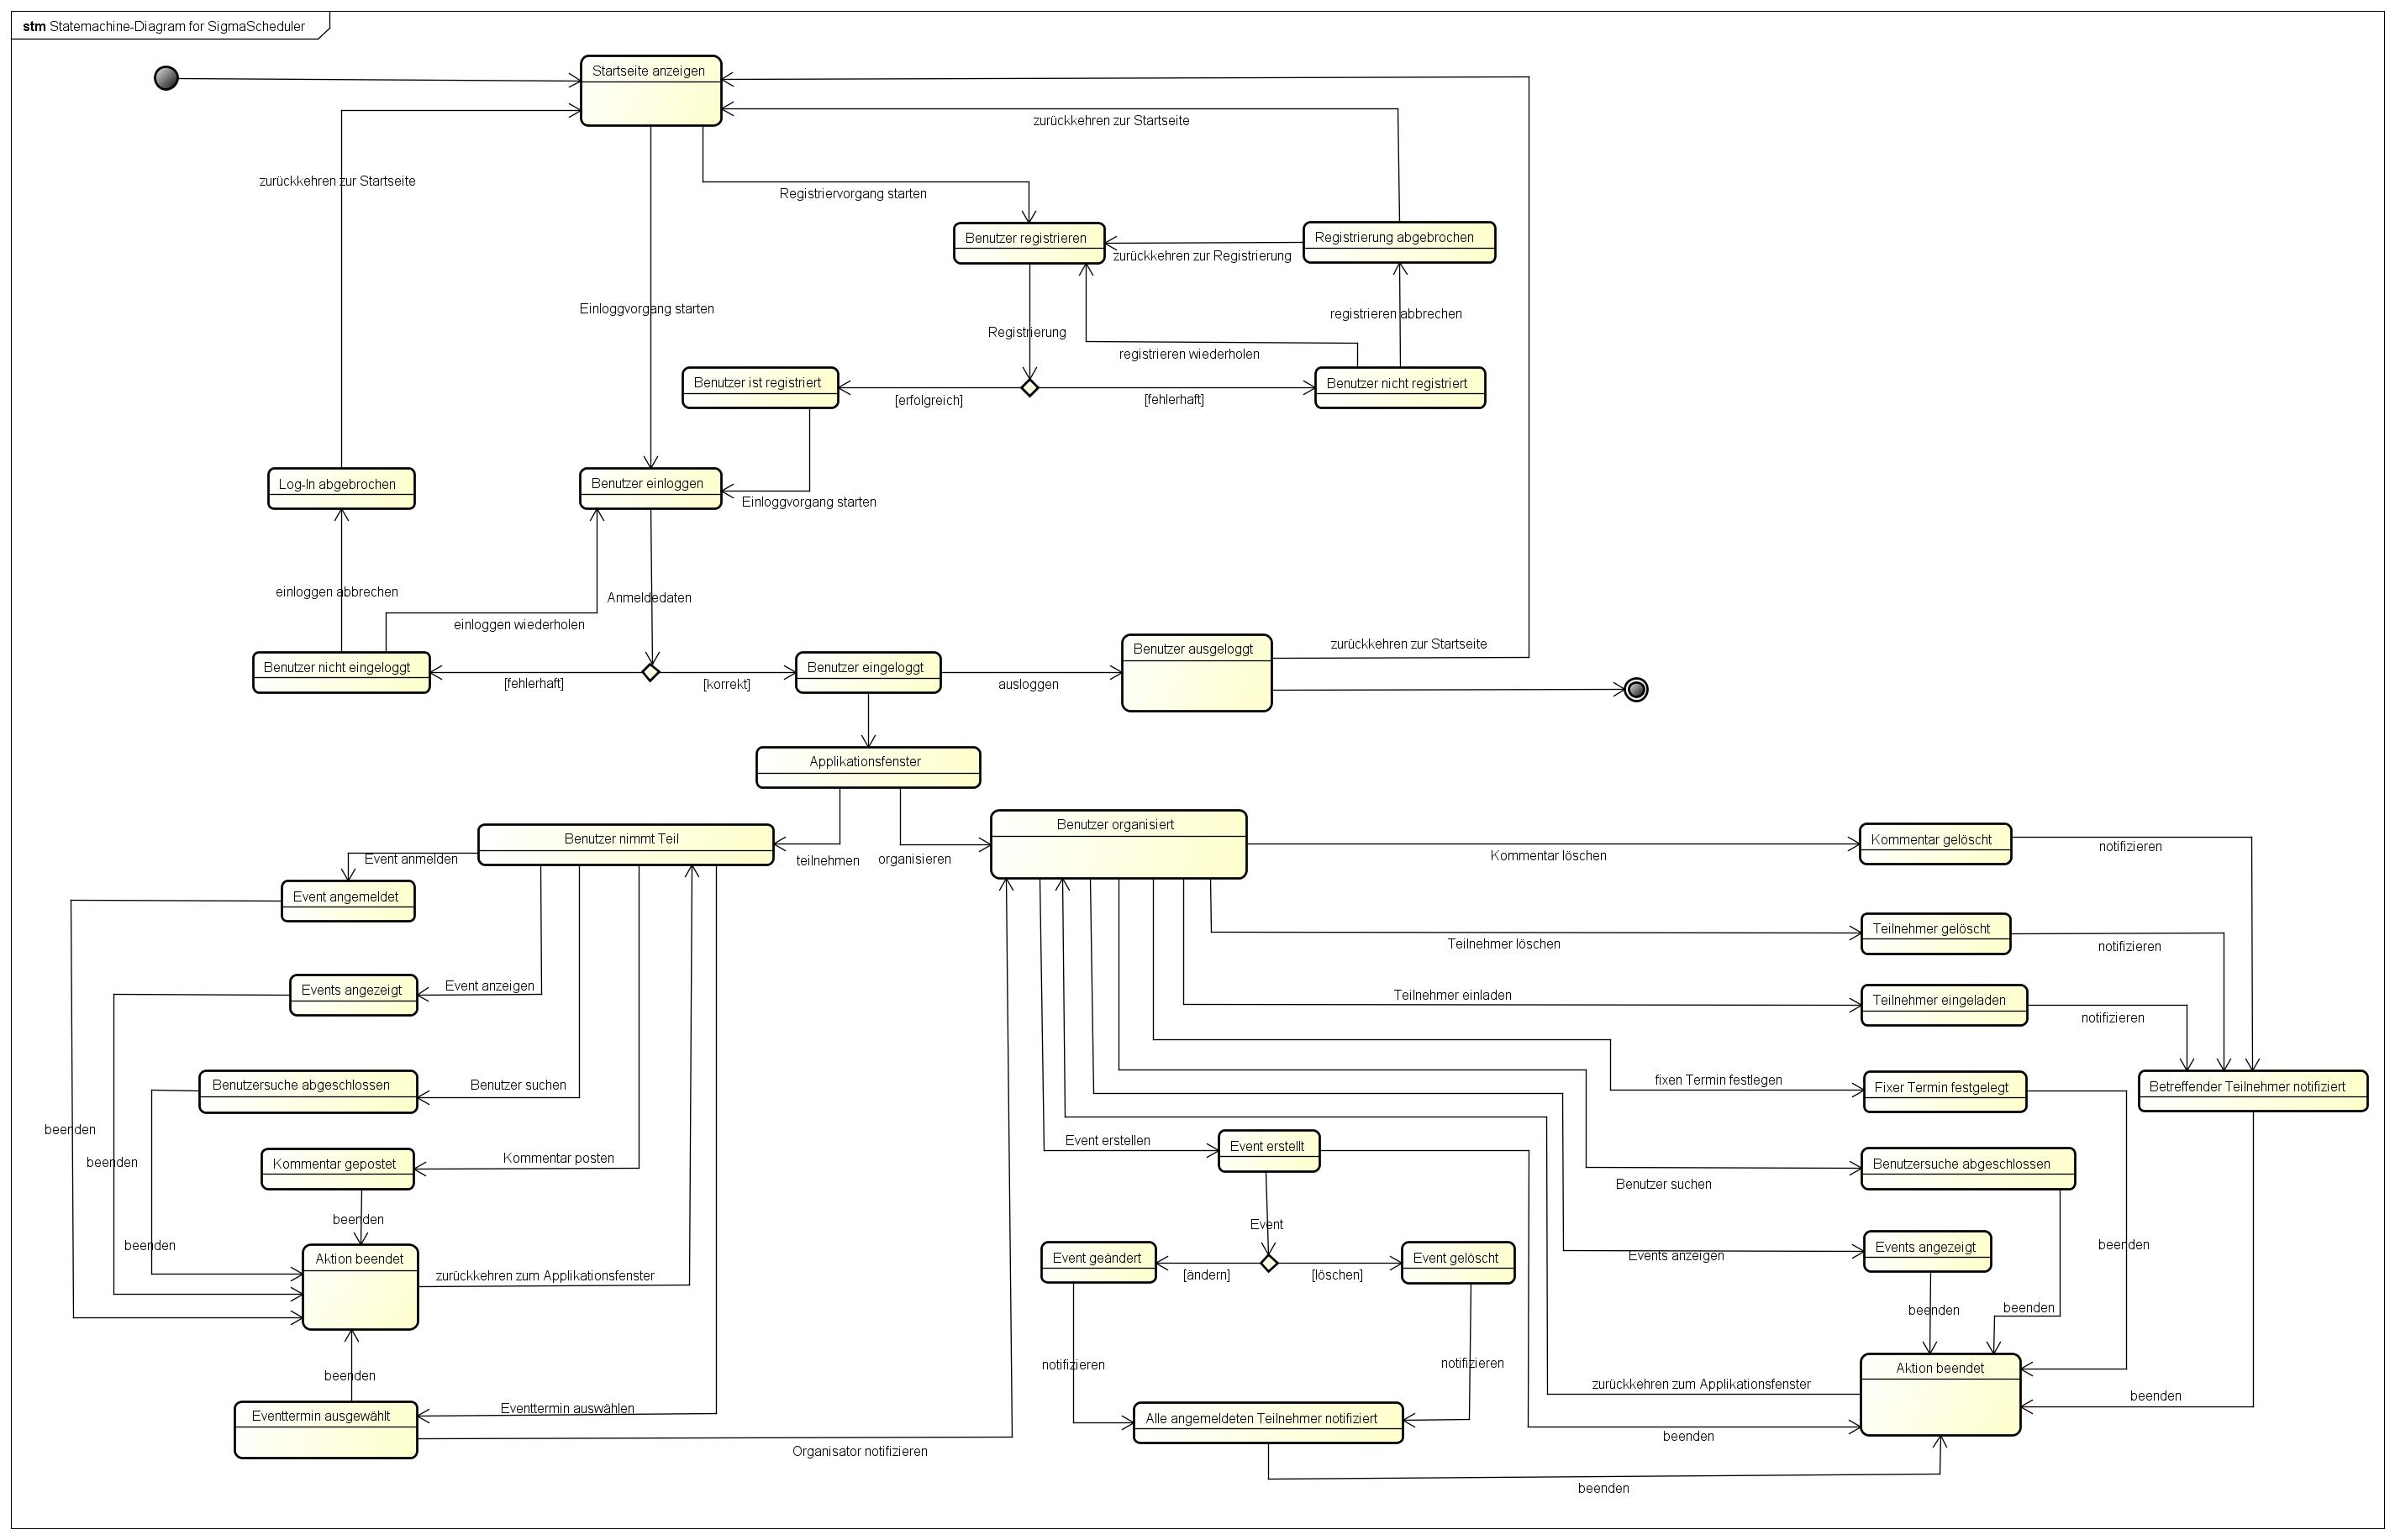 stm Statemachine-Diagram for SigmaScheduler
Startseite anzeigen
zurückkehren zur Startseite
zurückkehren zur Startseite
Registriervorgang starten
Benutzer registrieren
Registrierung abgebrochen
zurückkehren zur Registrierung
Einloggvorgang starten
registrieren abbrechen
Registrierung
registrieren wiederholen
Benutzer ist registriert
Benutzer nicht registriert
[erfolgreich]
[fehlerhaft]
Log-In abgebrochen
Benutzer einloggen
Einloggvorgang starten
einloggen abbrechen
Anmeldedaten
einloggen wiederholen
zurückkehren zur Startseite
Benutzer nicht eingeloggt
Benutzer eingeloggt
Benutzer ausgeloggt
[fehlerhaft]
[korrekt]
ausloggen
Applikationsfenster
Benutzer nimmt Teil
Benutzer organisiert
Kommentar gelöscht
notifizieren
Event anmelden
teilnehmen
organisieren
Kommentar löschen
Event angemeldet
Teilnehmer gelöscht
Teilnehmer löschen
notifizieren
Events angezeigt
Event anzeigen
Teilnehmer einladen
Teilnehmer eingeladen
notifizieren
Benutzersuche abgeschlossen
Benutzer suchen
fixen Termin festlegen
Fixer Termin festgelegt
Betreffender Teilnehmer notifiziert
beenden
Event erstellen
Event erstellt
beenden
Kommentar gepostet
Kommentar posten
Benutzersuche abgeschlossen
Benutzer suchen
beenden
Event
beenden
beenden
Aktion beendet
Event geändert
Event gelöscht
Events anzeigen
Events angezeigt
zurückkehren zum Applikationsfenster
[ändern]
[löschen]
beenden
beenden
notifizieren
notifizieren
Aktion beendet
beenden
zurückkehren zum Applikationsfenster
beenden
Eventtermin ausgewählt
Eventtermin auswählen
Alle angemeldeten Teilnehmer notifiziert
beenden
Organisator notifizieren
beenden